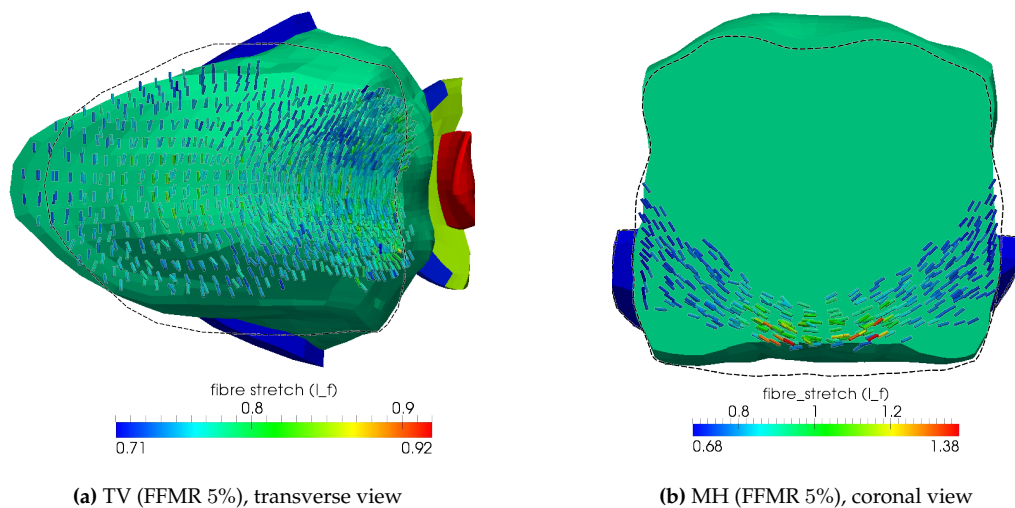 fibre stretch (l_f)
0.8 0.9
0.71 0.92
(a) TV (FFMR 5%), transverse view
fibre_stretch (l_f)
0.8 1 1.2
0.68 1.38
(b) MH (FFMR 5%), coronal view